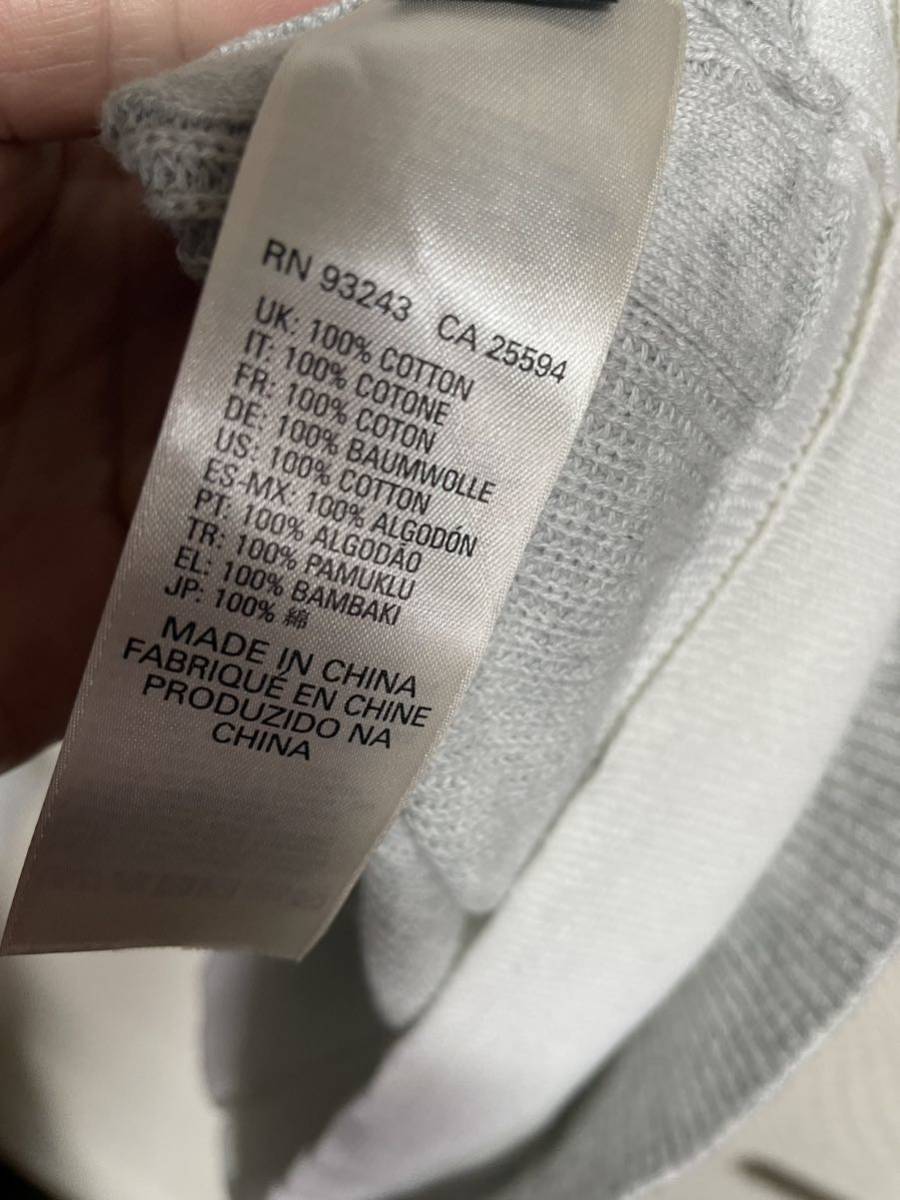 RN 93243 CA 25594
UK: 100% COTTON
IT: 100% COTONE
FR: 100% COTON
DE: 100% BAUMWOLLE
US: 100% COTTON
ES-MX: 100% ALGODÓN
PT: 100% ALGODÃO
TR: 100% PAMUKLU
EL: 100% BAMBAKI
JP: 100% 綿
MADE IN CHINA
FABRIQUÉ EN CHINE
PRODUZIDO NA
CHINA